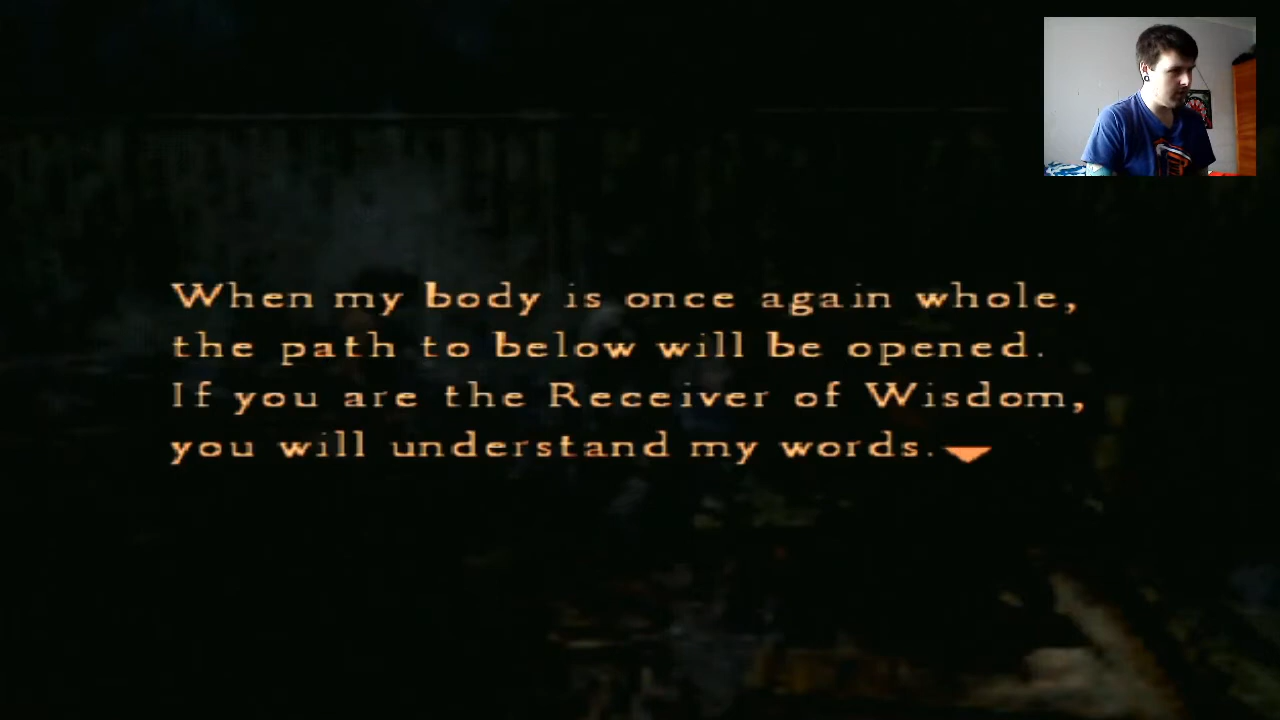 When my body is once again whole,
the path to below will be opened.
If you are the Receiver of Wisdom,
you will understand my words.